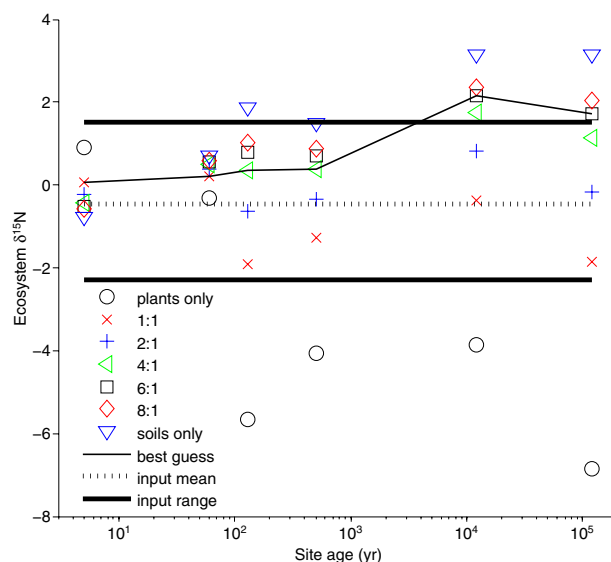 4
2
0
−2
−4
−6
−8
Ecosystem δ¹⁵N
plants only
1:1
2:1
4:1
6:1
8:1
soils only
best guess
input mean
input range
10¹ 10² 10³ 10⁴ 10⁵
Site age (yr)